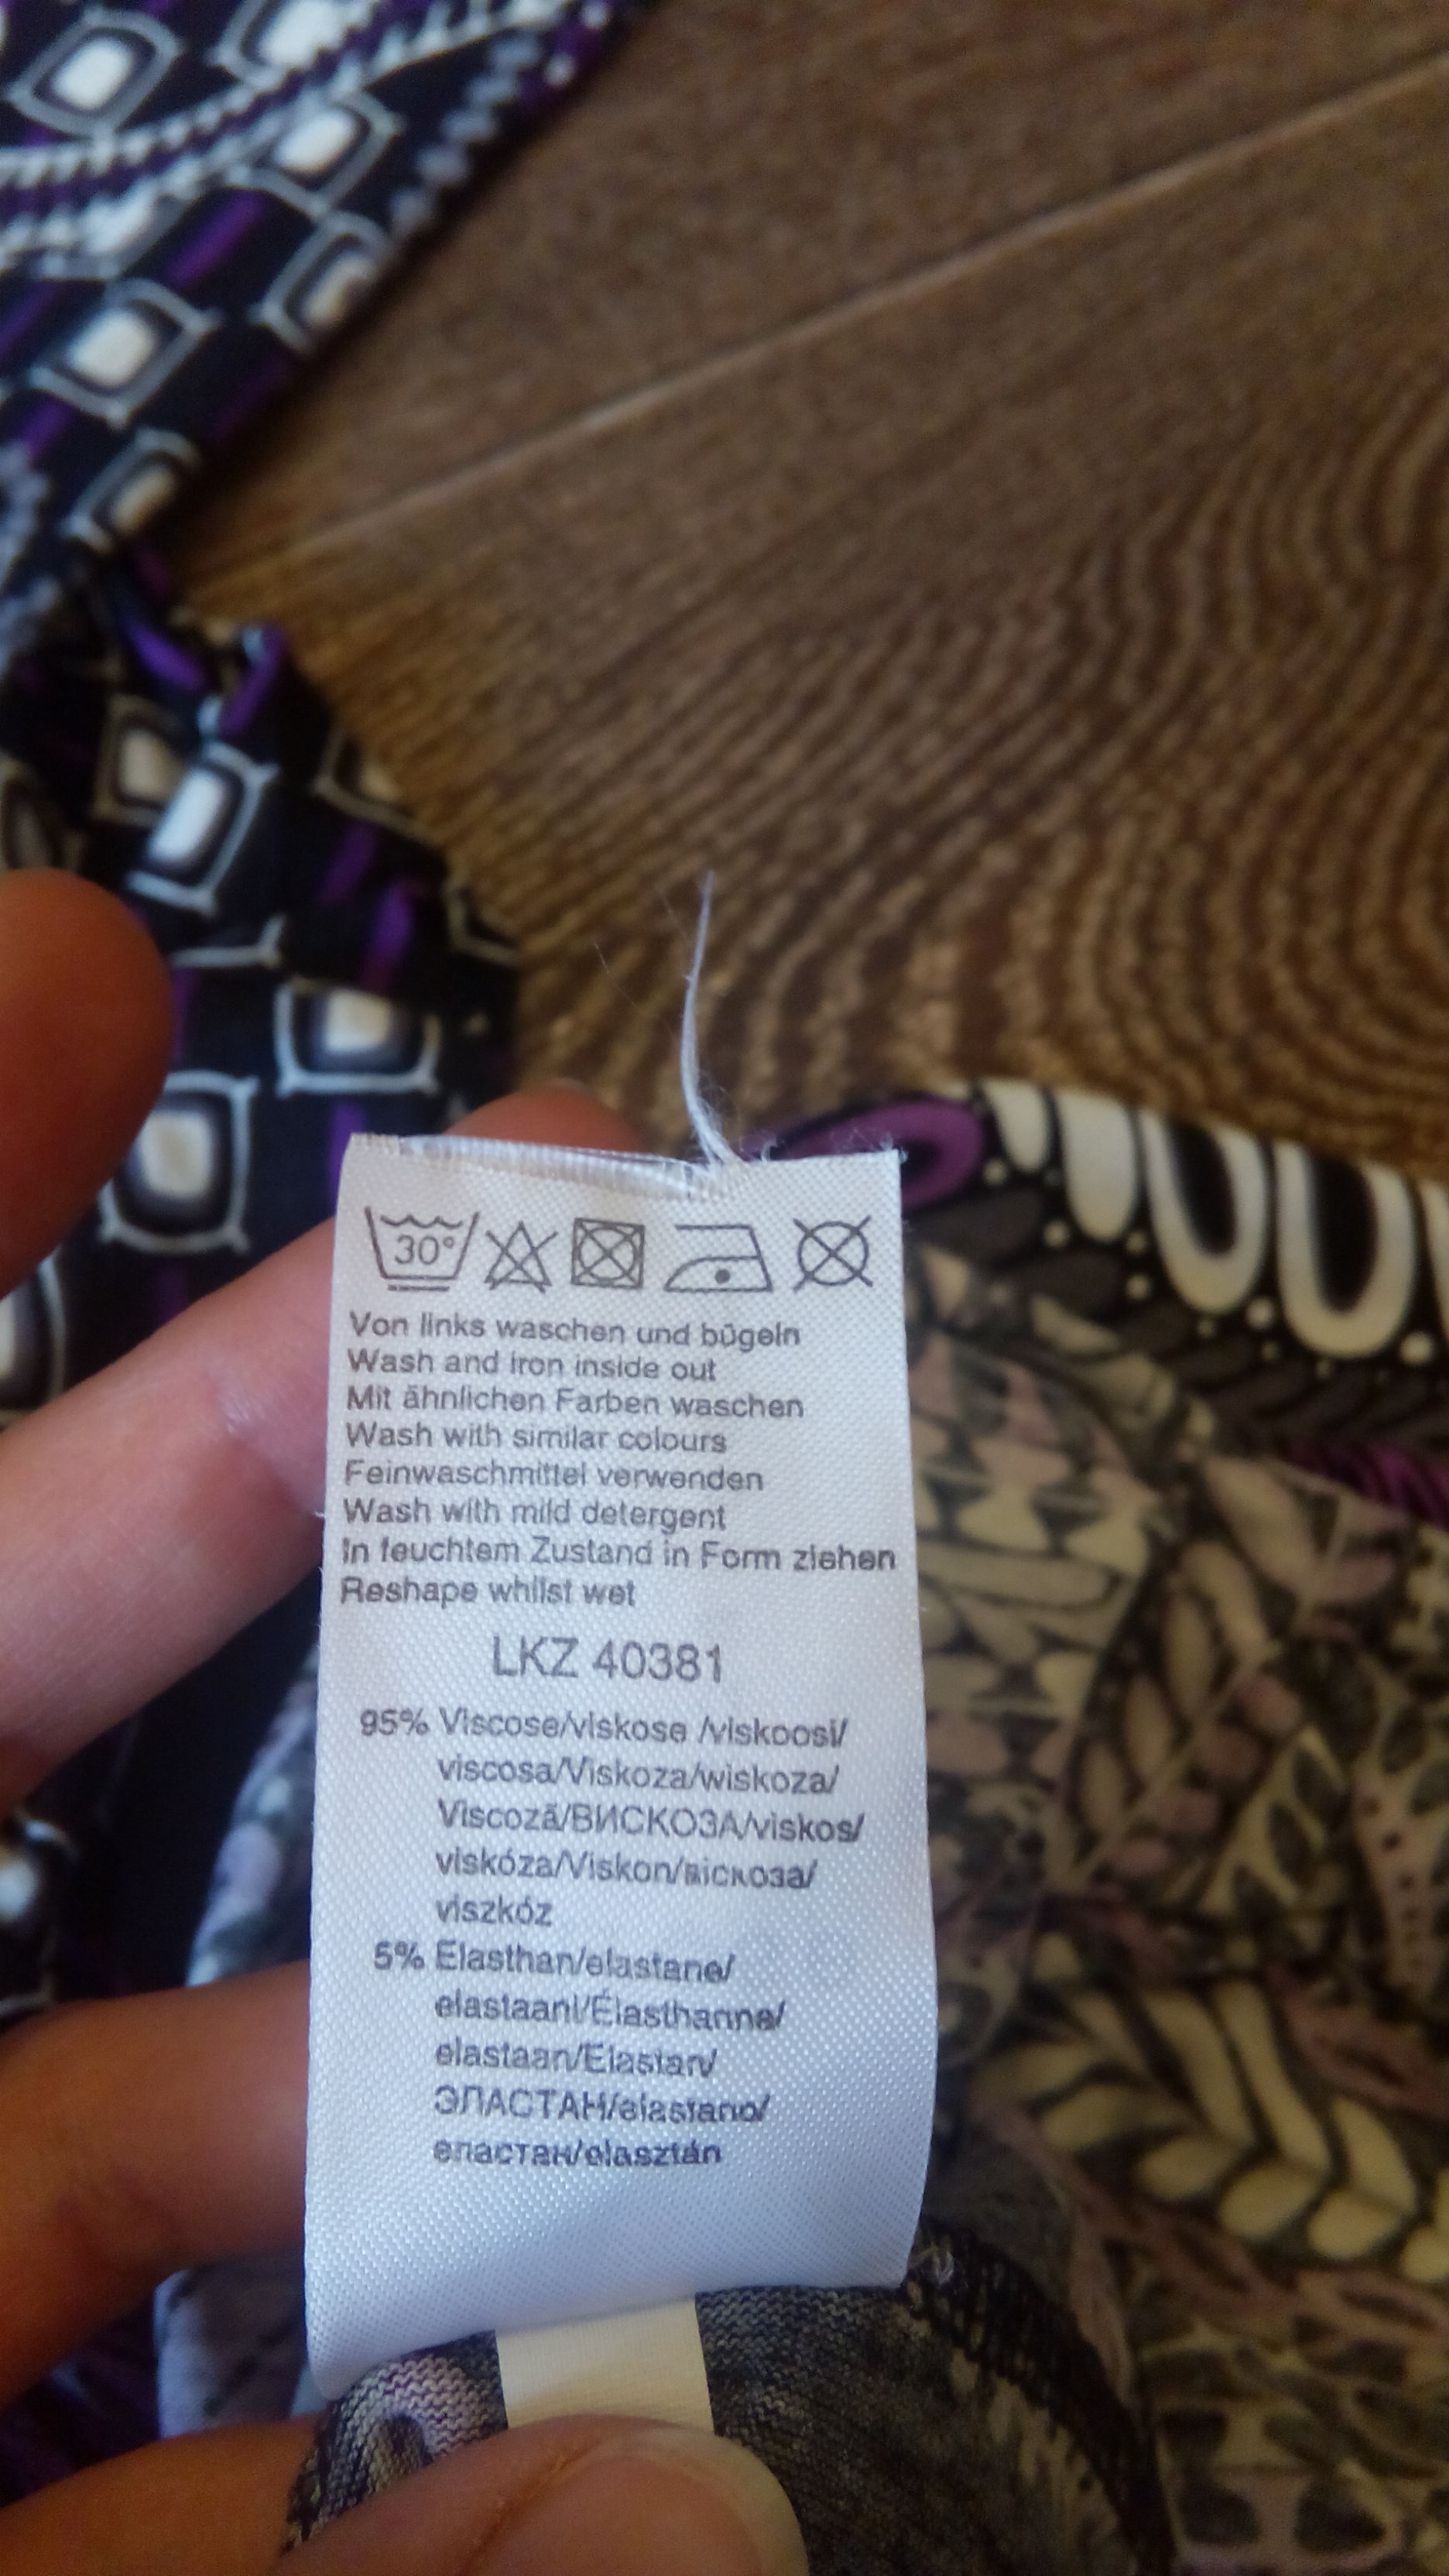 30°
Von links waschen und bügeln
Wash and iron inside out
Mit ähnlichen Farben waschen
Wash with similar colours
Feinwaschmittel verwenden
Wash with mild detergent
In feuchtem Zustand in Form ziehen
Reshape whilst wet
LKZ 40381
95% Viscose/viskose /viskoosi/
viscosa/Viskoza/wiskoza/
Viscoză/ВИСКОЗА/viskos/
viskóza/Viskon/віскоза/
viszkóz
5% Elasthan/elastane/
elastaani/Élasthanne/
elastaan/Elastan/
ЭЛАСТАН/elastano/
еластан/elasztán